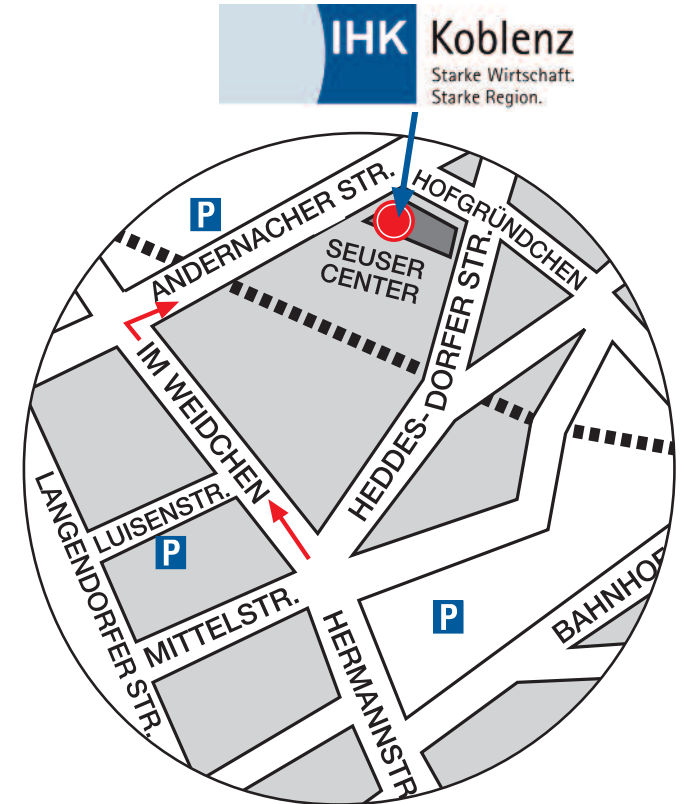 IHK Koblenz
Starke Wirtschaft.
Starke Region.
ANDERNACHER STR.
HOFGRÜNDCHEN
P
SEUSER
CENTER
HEDDES-DORFER STR.
IM WEIDCHEN
LANGENDORFER STR.
LUISENSTR.
P
MITTELSTR.
P
HERMANNSTR
BAHNHOF